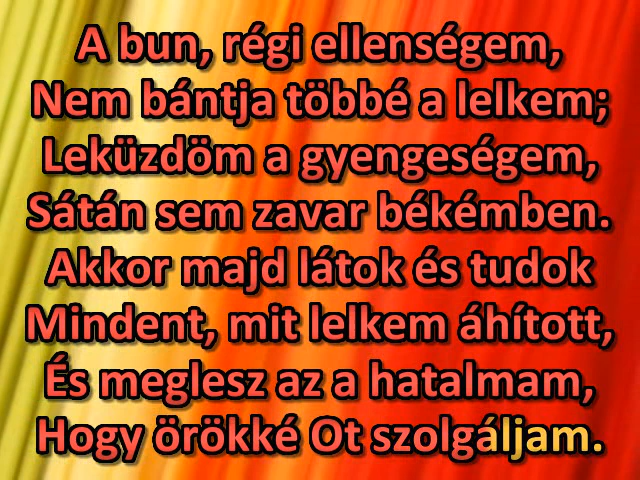 A bun, régi ellenségem,
Nem bántja többé a lelkem;
Leküzdöm a gyengeségem,
Sátán sem zavar békémben.
Akkor majd látok és tudok
Mindent, mit lelkem áhított,
És meglesz az a hatalmam,
Hogy örökké Ot szolgáljam.